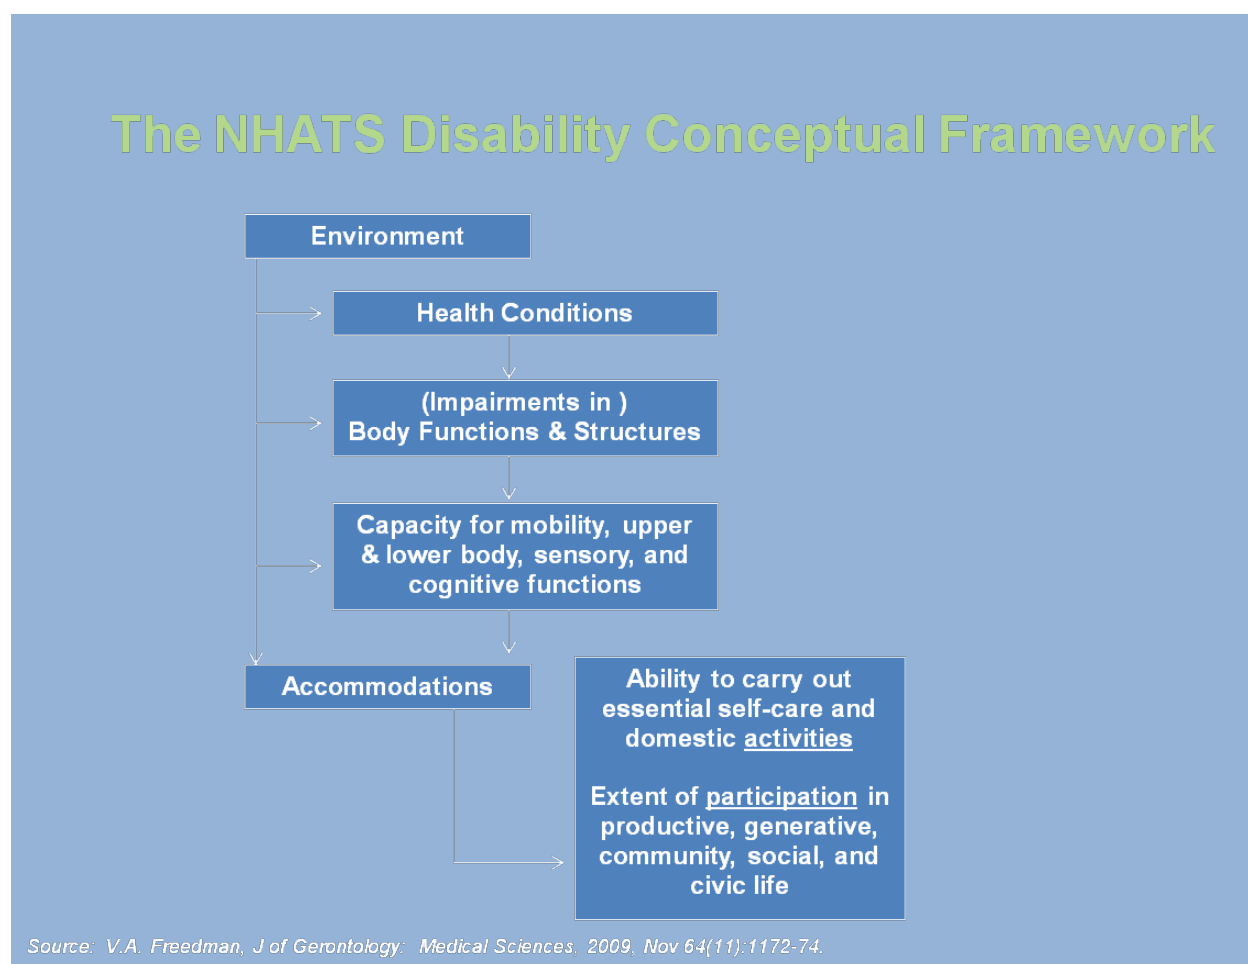 The NHATS Disability Conceptual Framework
Environment
Health Conditions
(Impairments in )
Body Functions & Structures
Capacity for mobility, upper
& lower body, sensory, and
cognitive functions
Accommodations
Ability to carry out
essential self-care and
domestic activities
Extent of participation in
productive, generative,
community, social, and
civic life
Source: V.A. Freedman, J of Gerontology: Medical Sciences, 2009, Nov 64(11):1172-74.